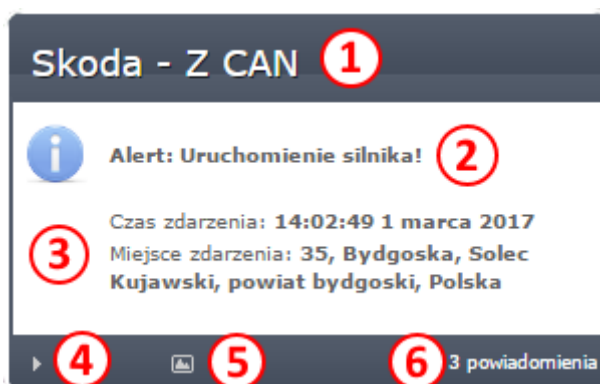 Skoda - Z CAN 1
Alert: Uruchomienie silnika! 2
Czas zdarzenia: 14:02:49 1 marca 2017
3 Miejsce zdarzenia: 35, Bydgoska, Solec
Kujawski, powiat bydgoski, Polska
4 5 6 3 powiadomienia